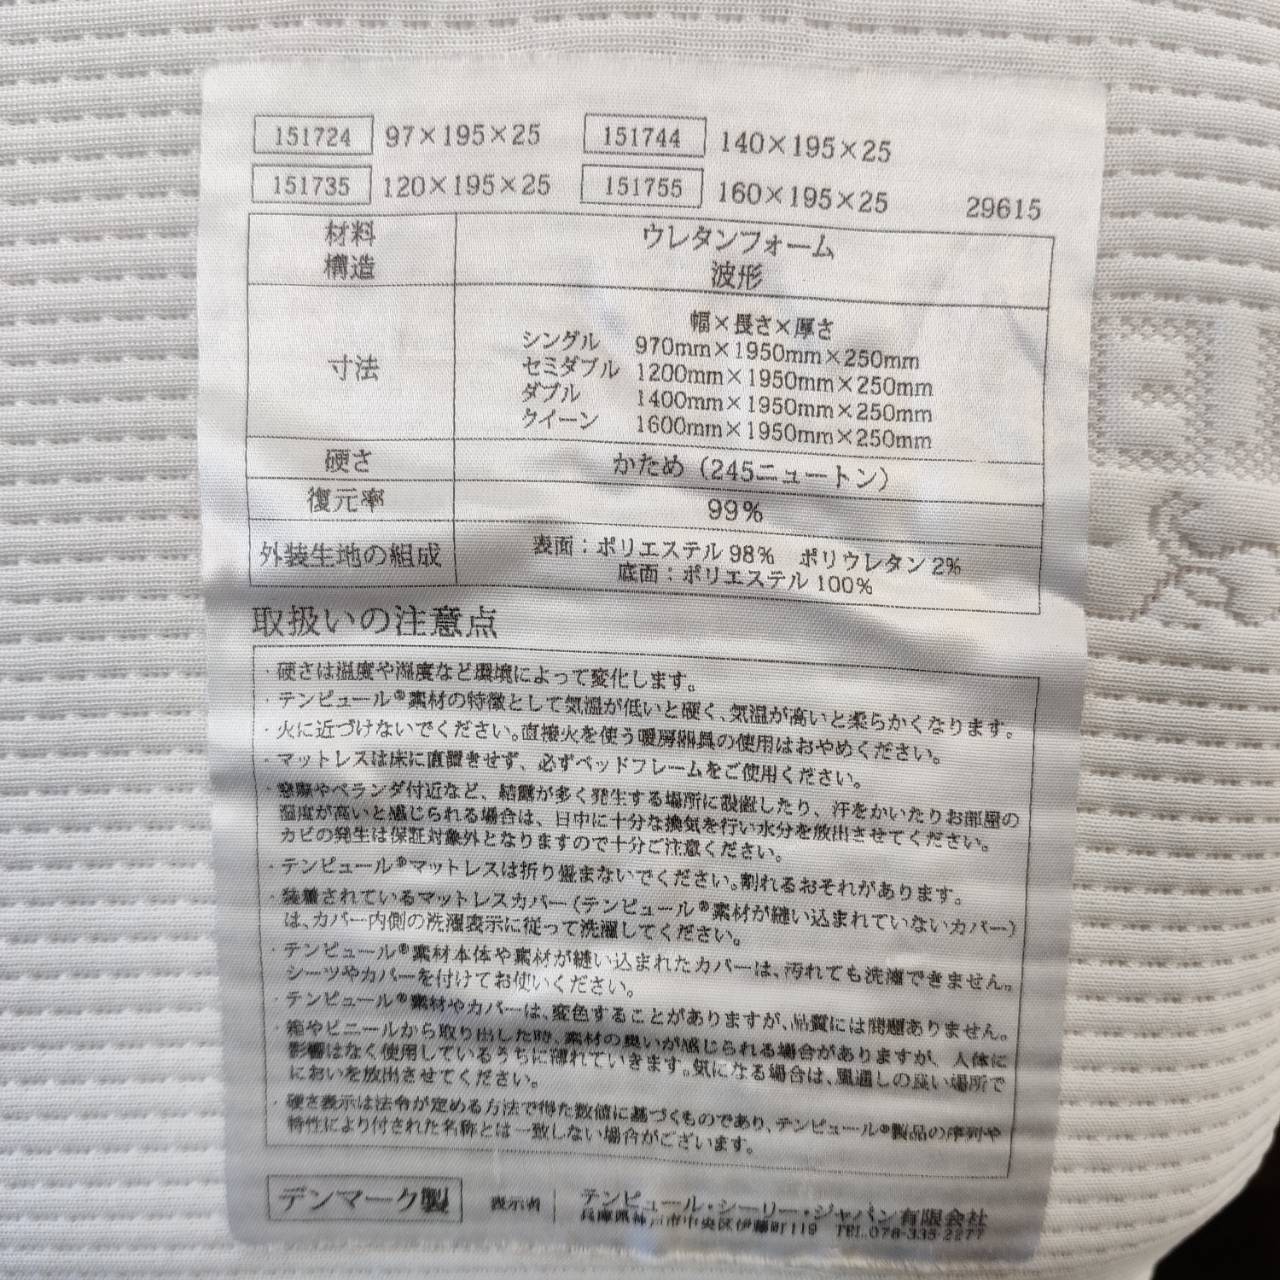 151724 97×195×25 151744 140×195×25
151735 120×195×25 151755 160×195×25 29615
材料 ウレタンフォーム
構造 波形
寸法 幅×長さ×厚さ
シングル 970mm×1950mm×250mm
セミダブル 1200mm×1950mm×250mm
ダブル 1400mm×1950mm×250mm
クイーン 1600mm×1950mm×250mm
硬さ かため（245ニュートン）
復元率 99%
外装生地の組成 表面：ポリエステル98% ポリウレタン2%
底面：ポリエステル100%
取扱いの注意点
・硬さは温度や湿度など環境によって変化します。
・テンピュール®素材の特徴として気温が低いと硬く、気温が高いと柔らかくなります。
・火に近づけないでください。直接火を使う暖房器具の使用はおやめください。
・マットレスは床に直置きせず、必ずベッドフレームをご使用ください。
・窓際やベランダ付近など、結露が多く発生する場所に設置したり、汗をかいたりお部屋の
湿度が高いと感じられる場合は、日中に十分な換気を行い水分を放出させてください。
カビの発生は保証対象外となりますので十分ご注意ください。
・テンピュール®マットレスは折り畳まないでください。割れるおそれがあります。
・装着されているマットレスカバー（テンピュール®素材が縫い込まれていないカバー）
は、カバー内側の洗濯表示に従って洗濯してください。
・テンピュール®素材本体や素材が縫い込まれたカバーは、汚れても洗濯できません。
シーツやカバーを付けてお使いください。
・テンピュール®素材やカバーは、変色することがありますが、品質には問題ありません。
・箱やビニールから取り出した時、素材の臭いが感じられる場合がありますが、人体に
影響はなく使用しているうちに薄れていきます。気になる場合は、風通しの良い場所で
においを放出させてください。
・硬さ表示は法令が定める方法で得た数値に基づくものであり、テンピュール®製品の序列や
特性により付された名称とは一致しない場合がございます。
デンマーク製 表示者 テンピュール・シーリー・ジャパン有限会社
兵庫県神戸市中央区伊藤町119 TEL.078-335-2277